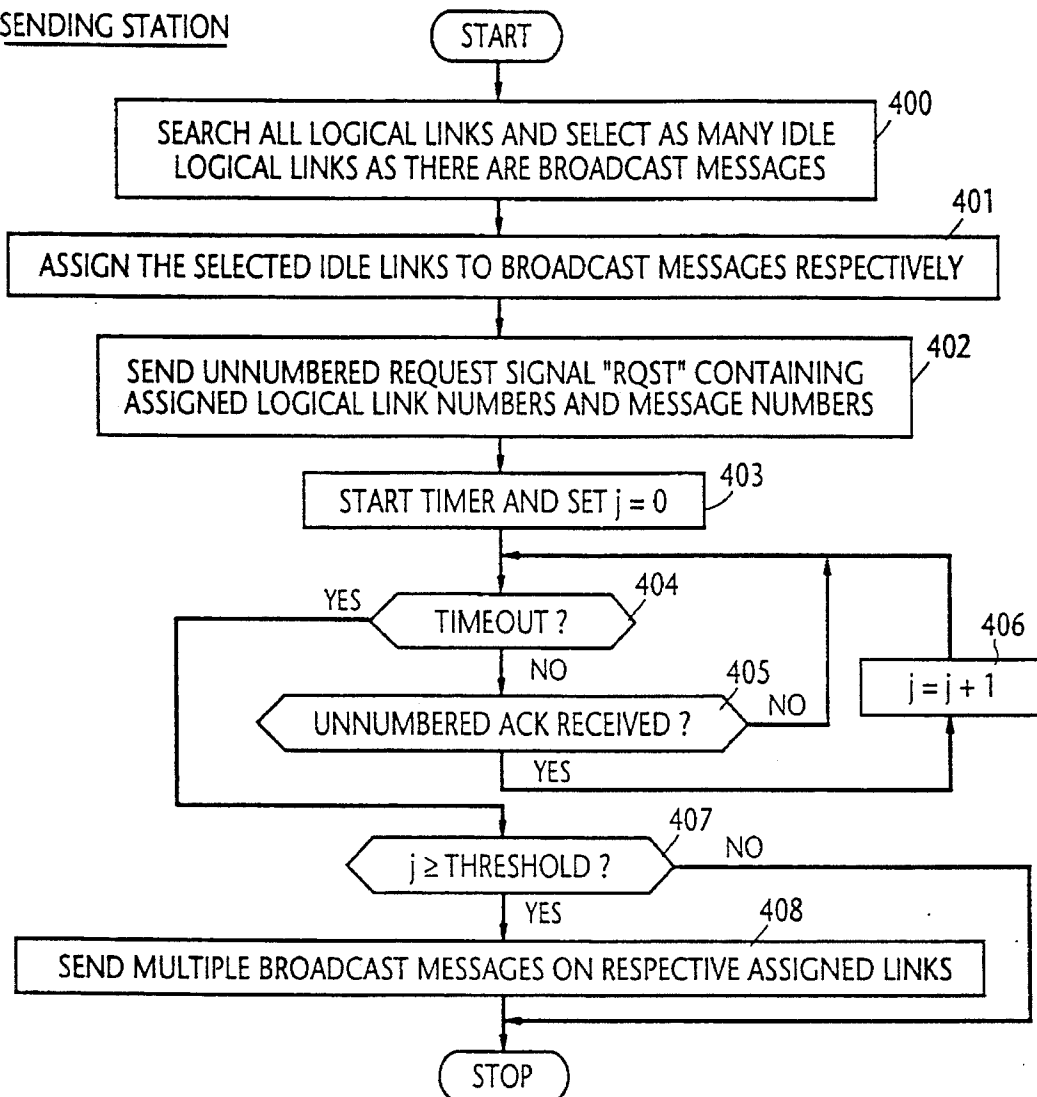 SENDING STATION
START
400
SEARCH ALL LOGICAL LINKS AND SELECT AS MANY IDLE
LOGICAL LINKS AS THERE ARE BROADCAST MESSAGES
401
ASSIGN THE SELECTED IDLE LINKS TO BROADCAST MESSAGES RESPECTIVELY
402
SEND UNNUMBERED REQUEST SIGNAL "RQST" CONTAINING
ASSIGNED LOGICAL LINK NUMBERS AND MESSAGE NUMBERS
403
START TIMER AND SET j = 0
404
YES
TIMEOUT ?
NO
406
j = j + 1
405
UNNUMBERED ACK RECEIVED ?
NO
YES
407
j ≥ THRESHOLD ?
NO
YES
408
SEND MULTIPLE BROADCAST MESSAGES ON RESPECTIVE ASSIGNED LINKS
STOP